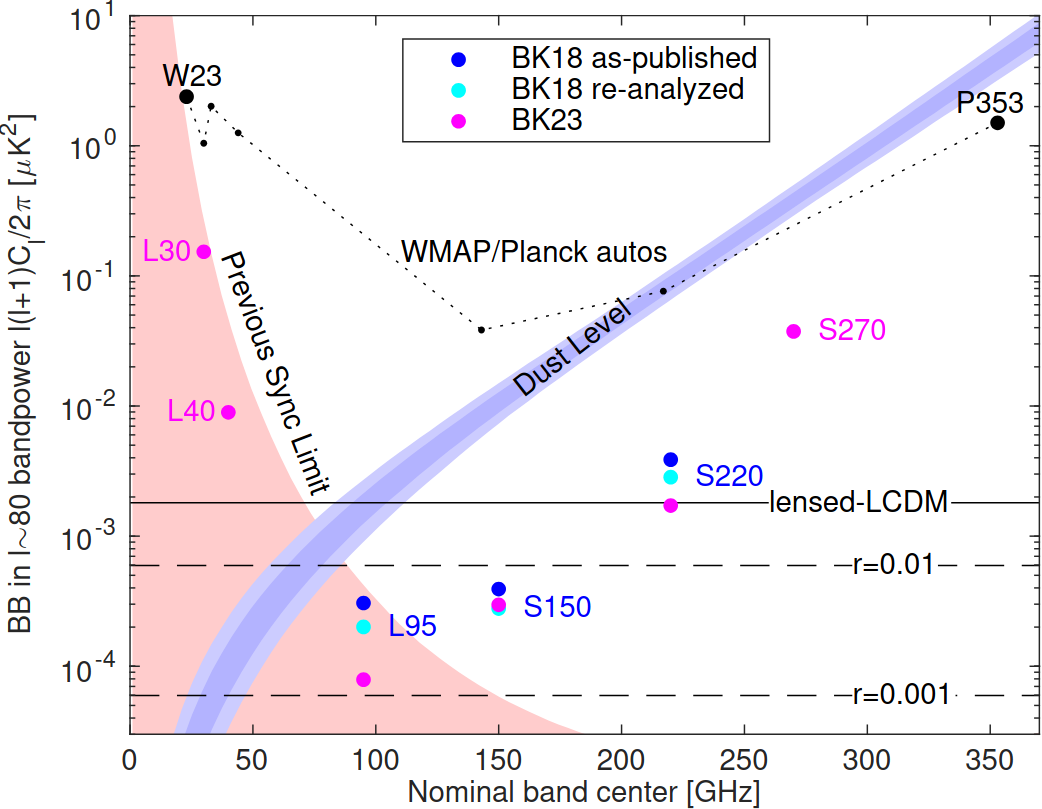 10^1
10^0
10^-1
10^-2
10^-3
10^-4
BB in l~80 bandpower l(l+1)C_l/2π [μK^2]
BK18 as-published
BK18 re-analyzed
BK23
W23
P353
L30
WMAP/Planck autos
Previous Sync Limit
Dust Level
S270
L40
S220
lensed-LCDM
r=0.01
L95
S150
r=0.001
0 50 100 150 200 250 300 350
Nominal band center [GHz]